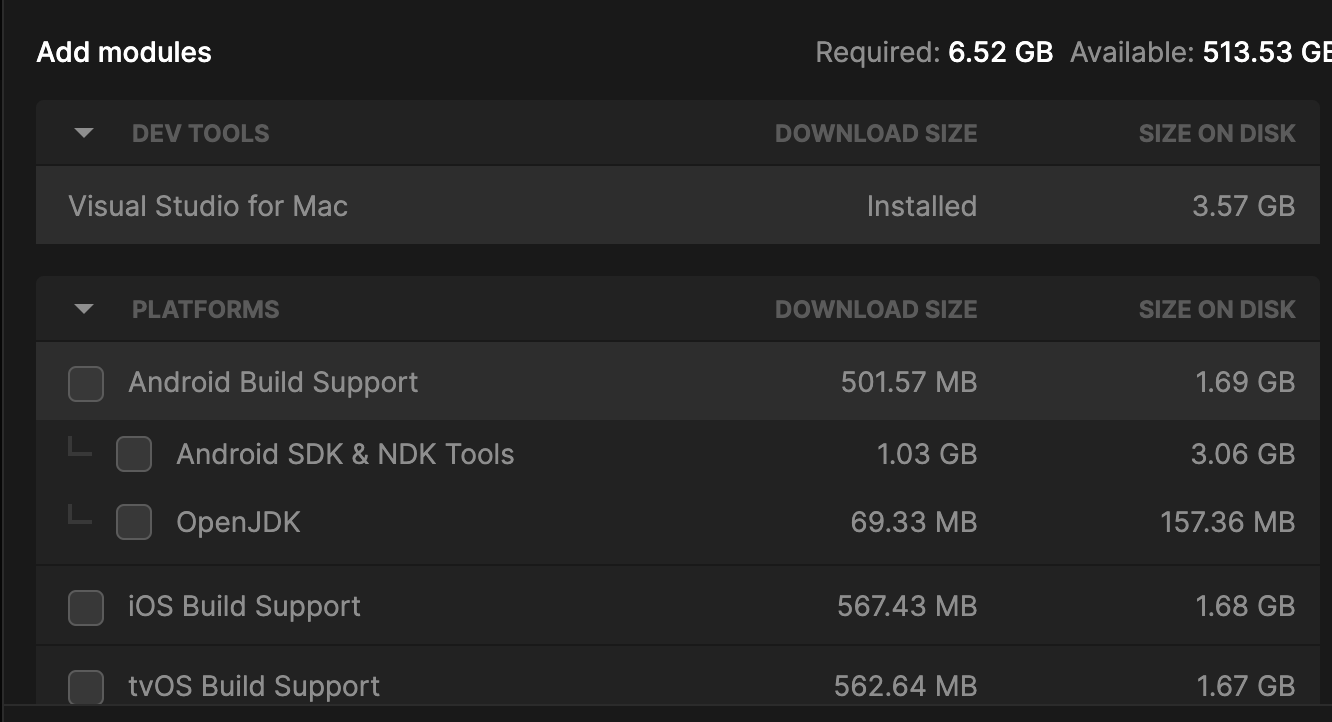 Add modules Required: 6.52 GB Available: 513.53 GB
DEV TOOLS DOWNLOAD SIZE SIZE ON DISK
Visual Studio for Mac Installed 3.57 GB
PLATFORMS DOWNLOAD SIZE SIZE ON DISK
Android Build Support 501.57 MB 1.69 GB
Android SDK & NDK Tools 1.03 GB 3.06 GB
OpenJDK 69.33 MB 157.36 MB
iOS Build Support 567.43 MB 1.68 GB
tvOS Build Support 562.64 MB 1.67 GB